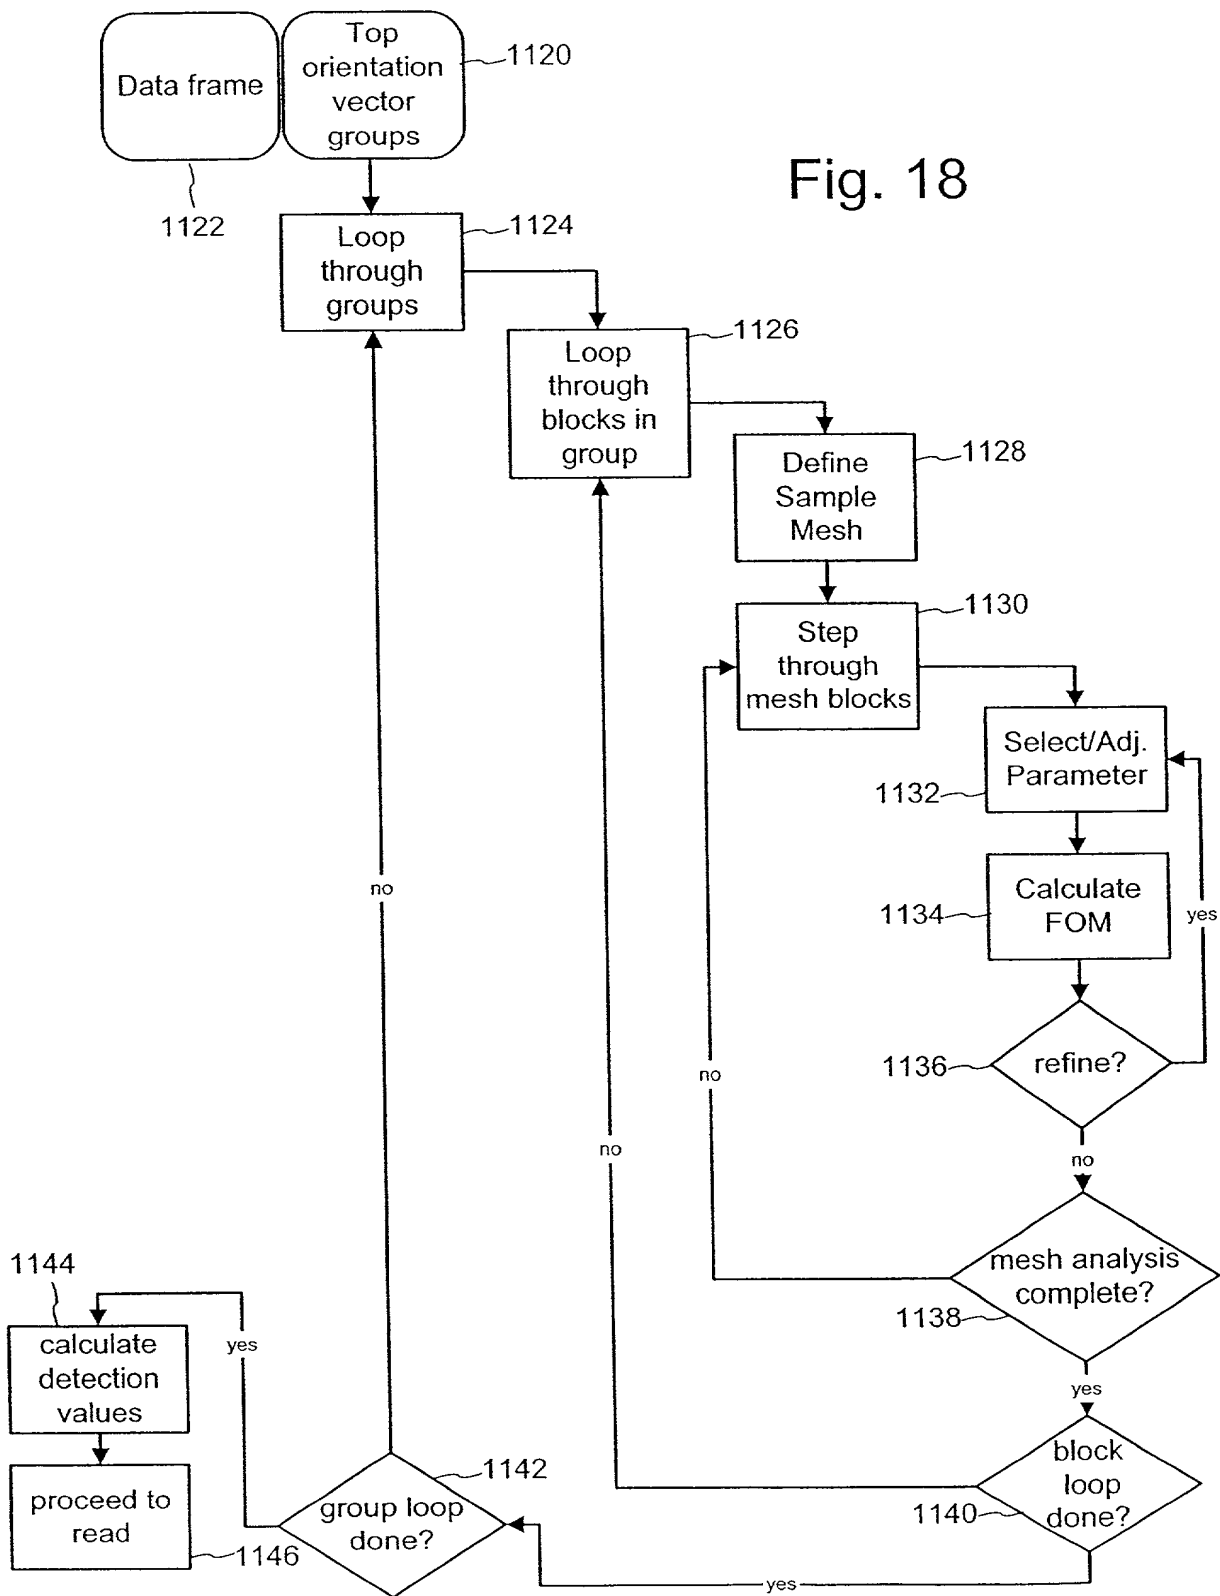 Data frame
Top
orientation
vector
groups
1120
1122
Fig. 18
Loop
through
groups
1124
Loop
through
blocks in
group
1126
Define
Sample
Mesh
1128
Step
through
mesh blocks
1130
Select/Adj.
Parameter
1132
Calculate
FOM
1134
yes
refine?
1136
no
no
no
no
mesh analysis
complete?
1138
yes
block
loop
done?
1140
yes
group loop
done?
1142
yes
1144
calculate
detection
values
proceed to
read
1146